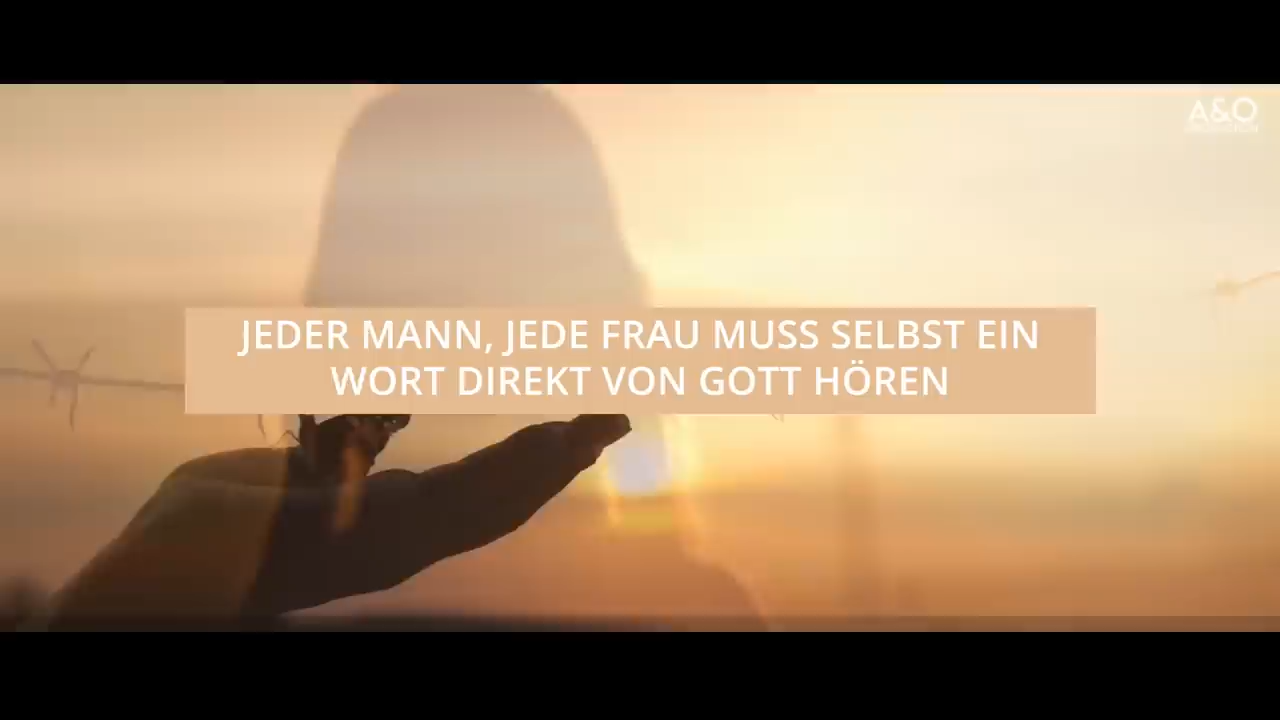 A&O
JEDER MANN, JEDE FRAU MUSS SELBST EIN
WORT DIREKT VON GOTT HÖREN